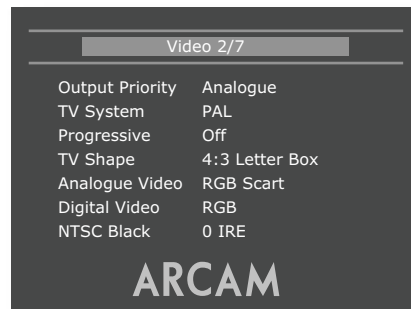 Video 2/7
Output Priority Analogue
TV System PAL
Progressive Off
TV Shape 4:3 Letter Box
Analogue Video RGB Scart
Digital Video RGB
NTSC Black 0 IRE
ARCAM